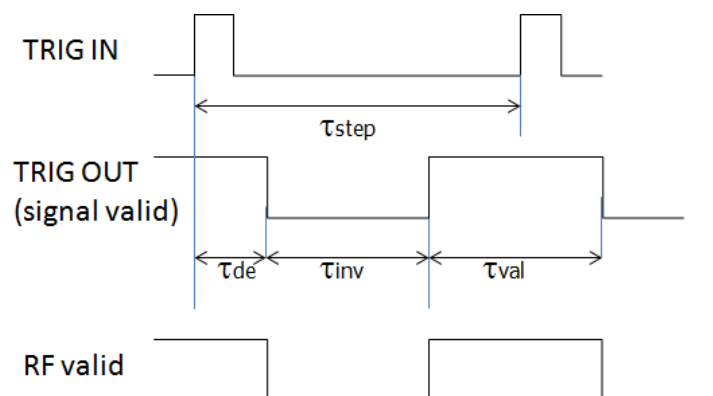 TRIG IN
τstep
TRIG OUT
(signal valid)
τde τinv τval
RF valid